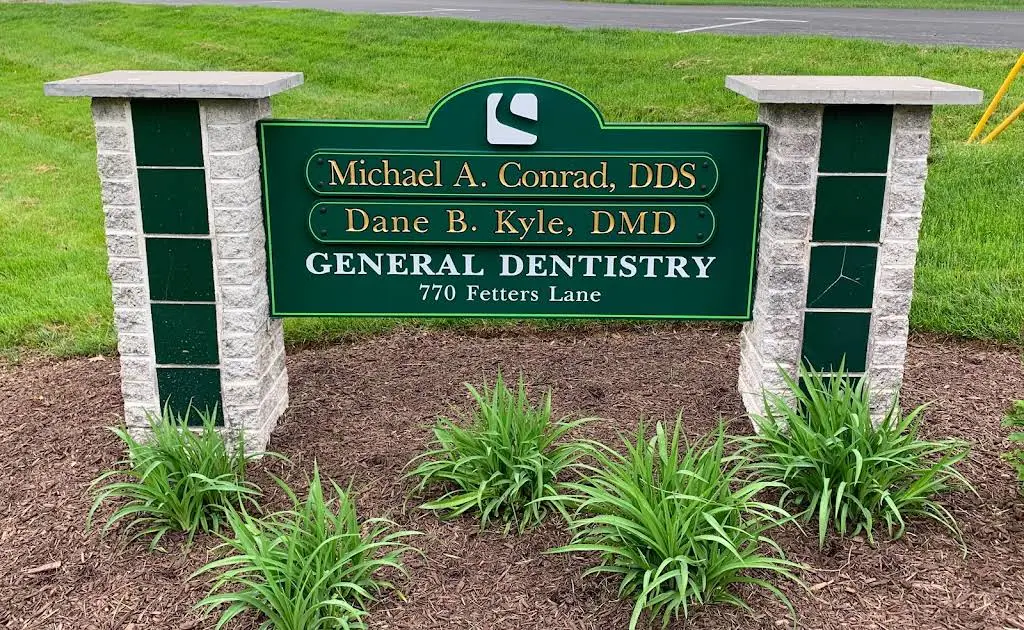 Michael A. Conrad, DDS
Dane B. Kyle, DMD
GENERAL DENTISTRY
770 Fetters Lane